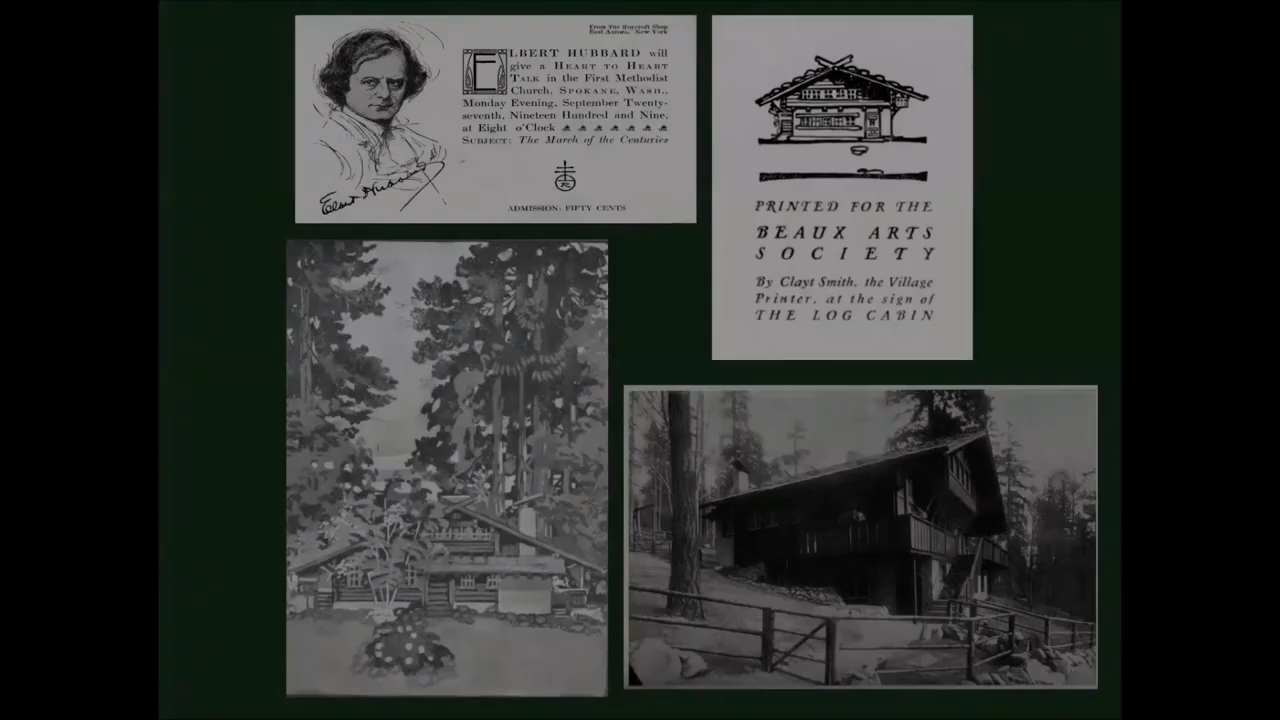 From The Roycroft Shop
East Aurora, New York
ELBERT HUBBARD will
give a HEART TO HEART
TALK in the First Methodist
Church, SPOKANE, WASH.,
Monday Evening, September Twenty-
seventh, Nineteen Hundred and Nine,
at Eight o'Clock
SUBJECT: The March of the Centuries
Elbert Hubbard
R
ADMISSION: FIFTY CENTS
PRINTED FOR THE
BEAUX ARTS
SOCIETY
By Clayt Smith, the Village
Printer, at the sign of
THE LOG CABIN